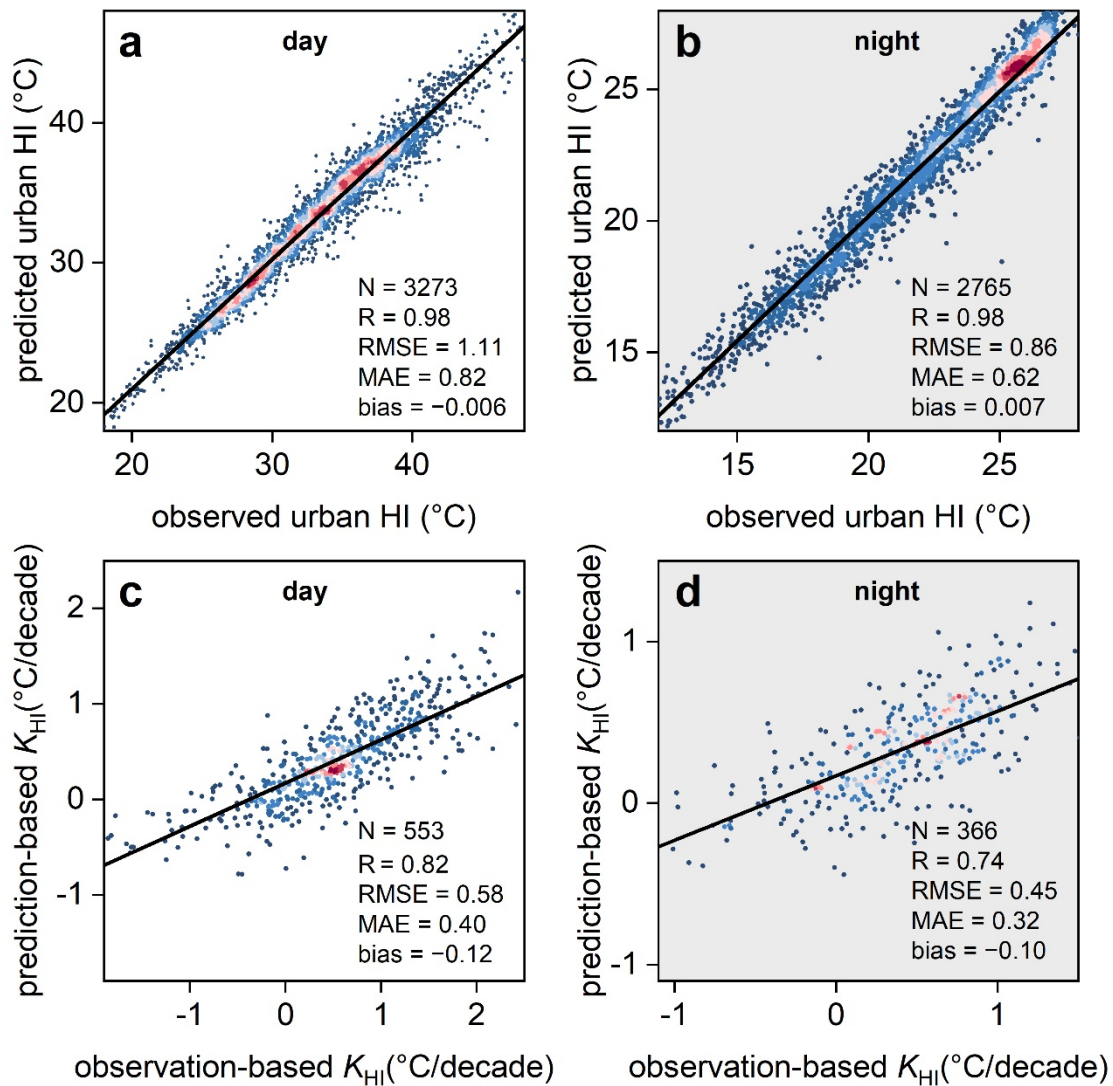 a
day
predicted urban HI (°C)
40
30
20
N = 3273
R = 0.98
RMSE = 1.11
MAE = 0.82
bias = −0.006
20 30 40
observed urban HI (°C)
b
night
predicted urban HI (°C)
25
20
15
N = 2765
R = 0.98
RMSE = 0.86
MAE = 0.62
bias = 0.007
15 20 25
observed urban HI (°C)
c
day
prediction-based KHI(°C/decade)
2
1
0
-1
N = 553
R = 0.82
RMSE = 0.58
MAE = 0.40
bias = −0.12
-1 0 1 2
observation-based KHI(°C/decade)
d
night
prediction-based KHI(°C/decade)
1
0
-1
N = 366
R = 0.74
RMSE = 0.45
MAE = 0.32
bias = −0.10
-1 0 1
observation-based KHI(°C/decade)